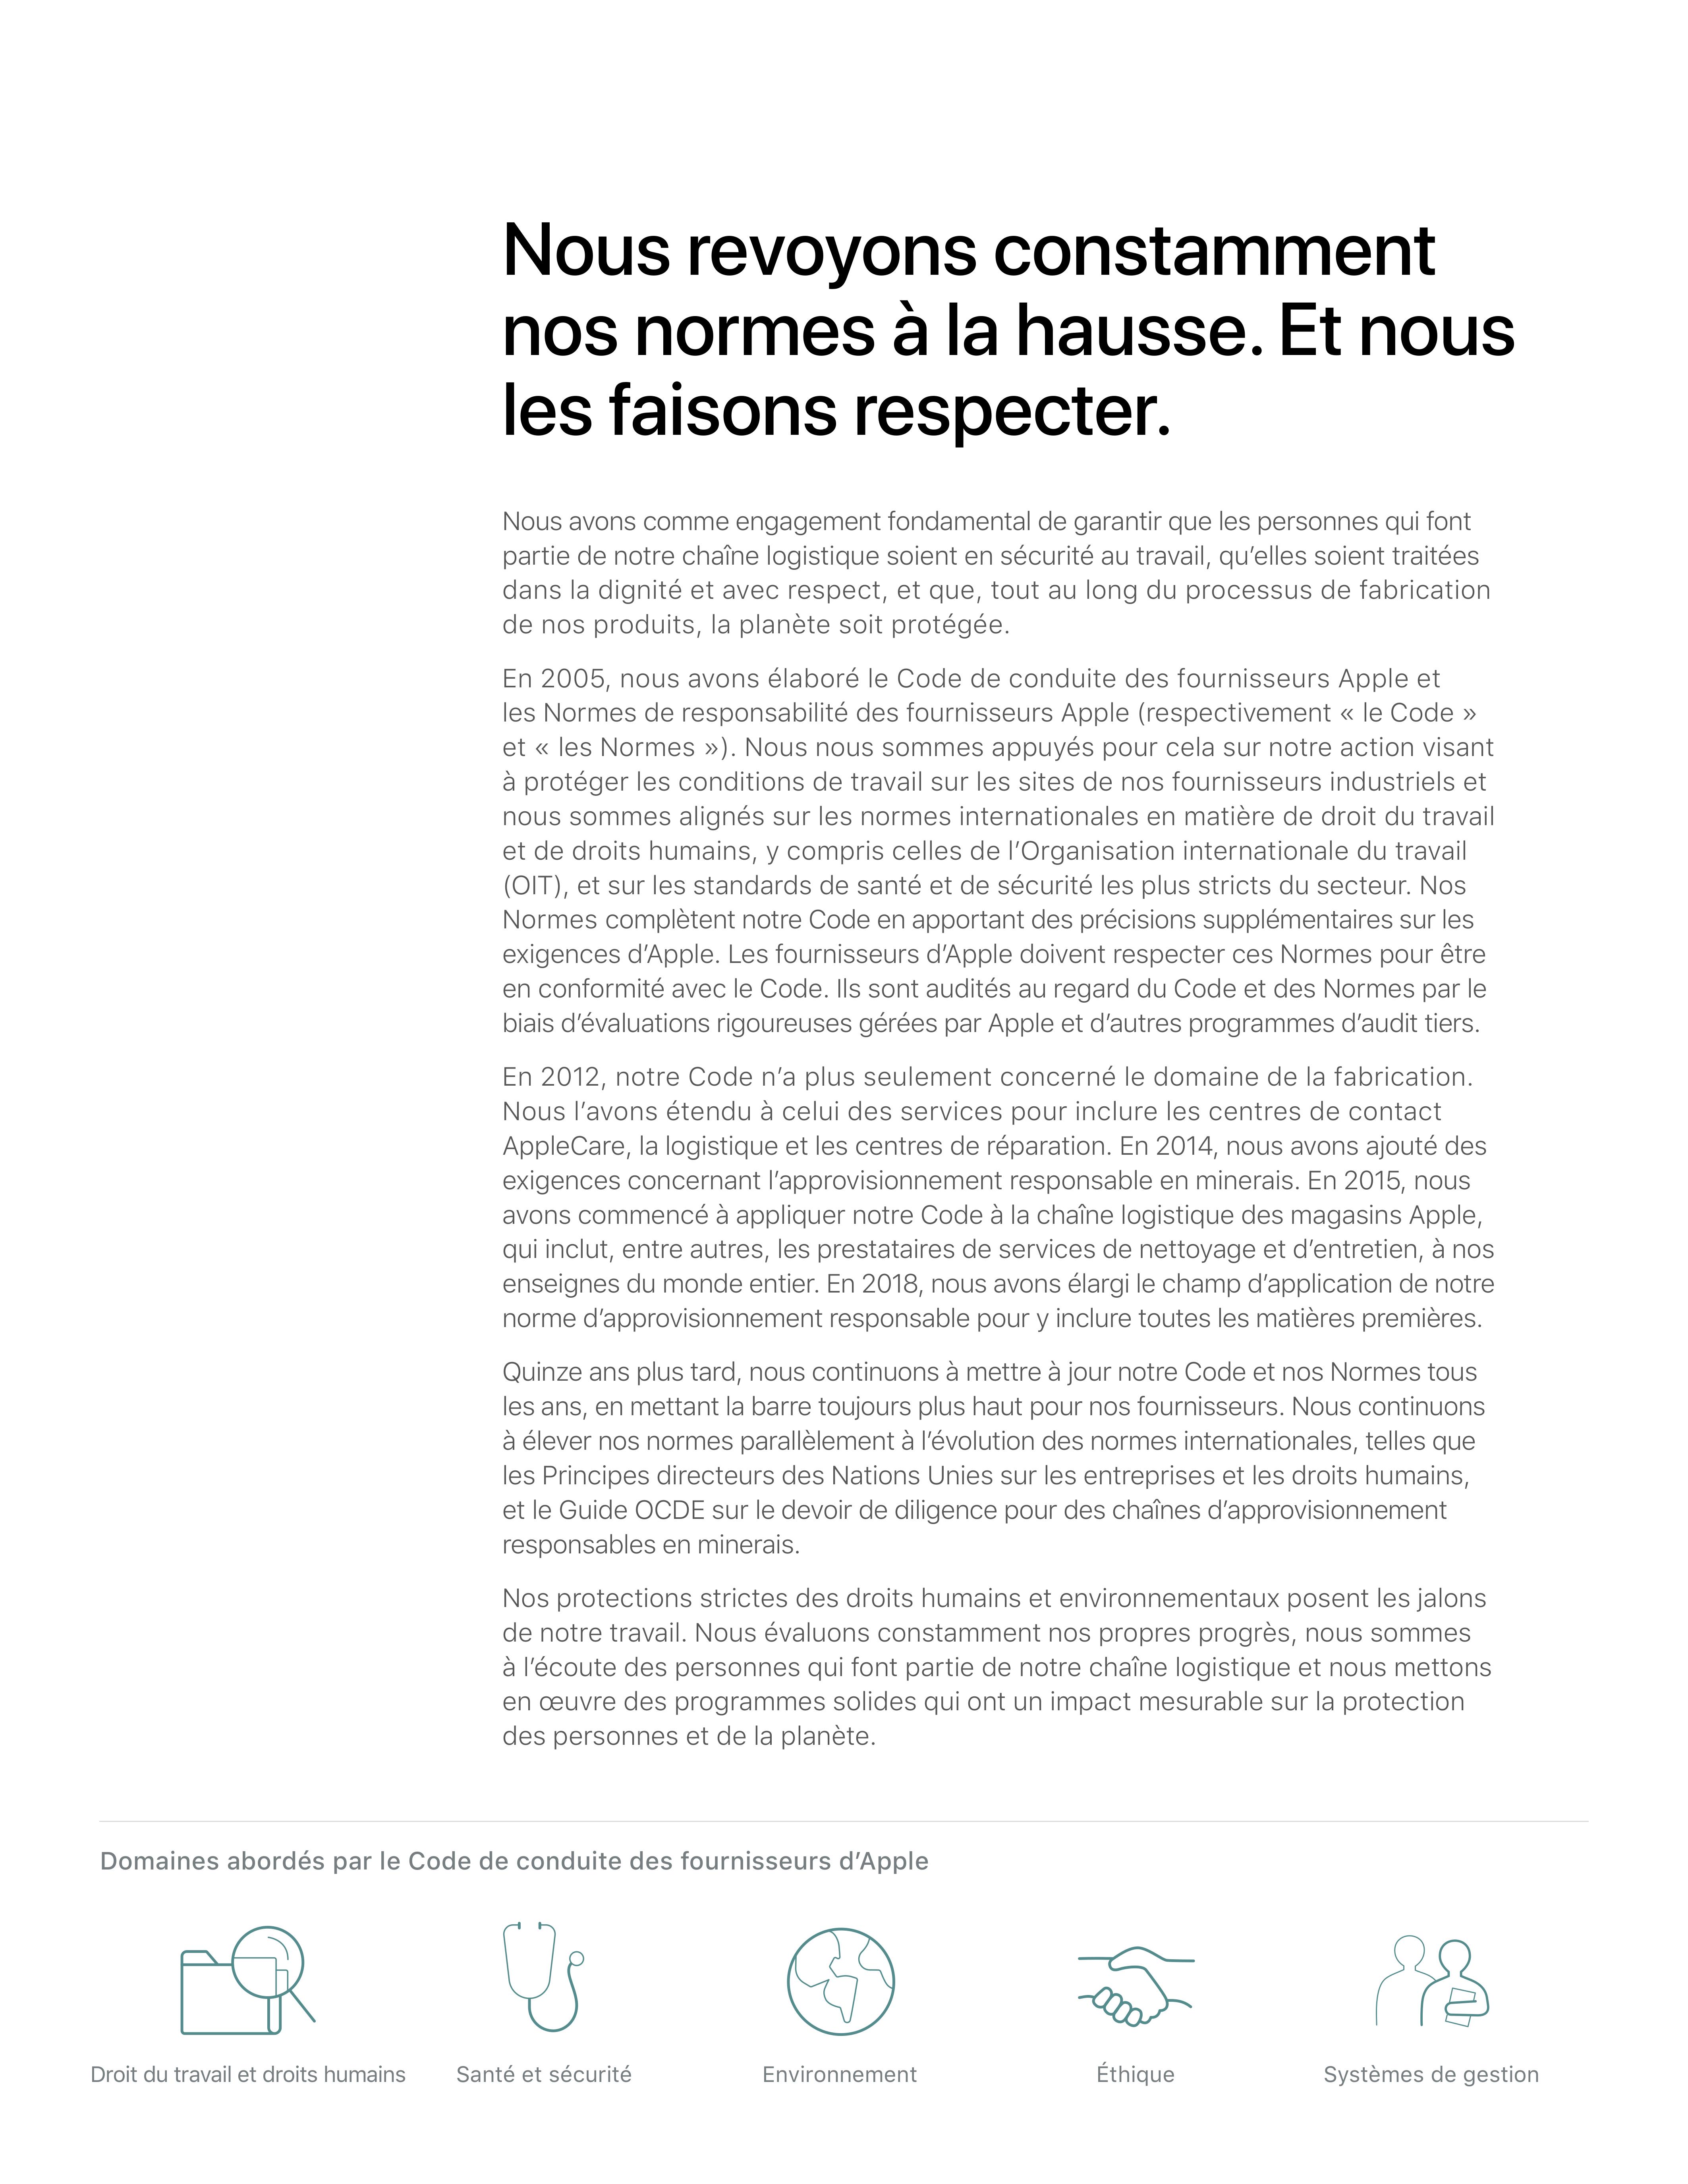 Nous revoyons constamment
nos normes à la hausse. Et nous
les faisons respecter.
Nous avons comme engagement fondamental de garantir que les personnes qui font
partie de notre chaîne logistique soient en sécurité au travail, qu’elles soient traitées
dans la dignité et avec respect, et que, tout au long du processus de fabrication
de nos produits, la planète soit protégée.
En 2005, nous avons élaboré le Code de conduite des fournisseurs Apple et
les Normes de responsabilité des fournisseurs Apple (respectivement « le Code »
et « les Normes »). Nous nous sommes appuyés pour cela sur notre action visant
à protéger les conditions de travail sur les sites de nos fournisseurs industriels et
nous sommes alignés sur les normes internationales en matière de droit du travail
et de droits humains, y compris celles de l’Organisation internationale du travail
(OIT), et sur les standards de santé et de sécurité les plus stricts du secteur. Nos
Normes complètent notre Code en apportant des précisions supplémentaires sur les
exigences d’Apple. Les fournisseurs d’Apple doivent respecter ces Normes pour être
en conformité avec le Code. Ils sont audités au regard du Code et des Normes par le
biais d’évaluations rigoureuses gérées par Apple et d’autres programmes d’audit tiers.
En 2012, notre Code n’a plus seulement concerné le domaine de la fabrication.
Nous l’avons étendu à celui des services pour inclure les centres de contact
AppleCare, la logistique et les centres de réparation. En 2014, nous avons ajouté des
exigences concernant l’approvisionnement responsable en minerais. En 2015, nous
avons commencé à appliquer notre Code à la chaîne logistique des magasins Apple,
qui inclut, entre autres, les prestataires de services de nettoyage et d’entretien, à nos
enseignes du monde entier. En 2018, nous avons élargi le champ d’application de notre
norme d’approvisionnement responsable pour y inclure toutes les matières premières.
Quinze ans plus tard, nous continuons à mettre à jour notre Code et nos Normes tous
les ans, en mettant la barre toujours plus haut pour nos fournisseurs. Nous continuons
à élever nos normes parallèlement à l’évolution des normes internationales, telles que
les Principes directeurs des Nations Unies sur les entreprises et les droits humains,
et le Guide OCDE sur le devoir de diligence pour des chaînes d’approvisionnement
responsables en minerais.
Nos protections strictes des droits humains et environnementaux posent les jalons
de notre travail. Nous évaluons constamment nos propres progrès, nous sommes
à l’écoute des personnes qui font partie de notre chaîne logistique et nous mettons
en œuvre des programmes solides qui ont un impact mesurable sur la protection
des personnes et de la planète.
Domaines abordés par le Code de conduite des fournisseurs d’Apple
Droit du travail et droits humains
Santé et sécurité
Environnement
Éthique
Systèmes de gestion